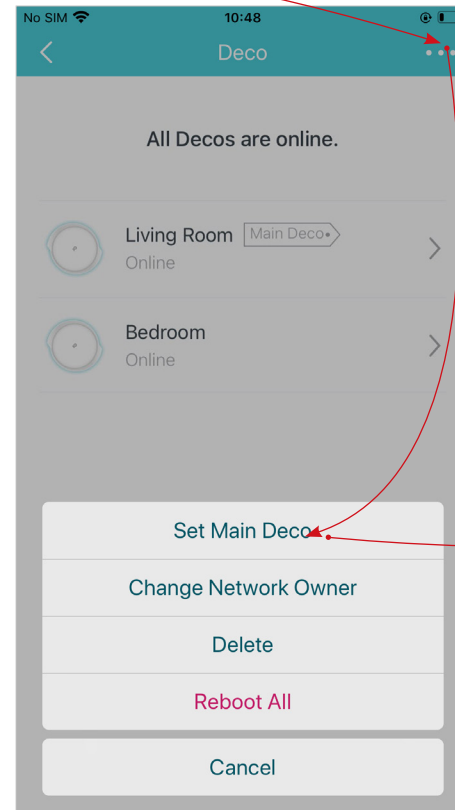 No SIM 10:48
Deco
All Decos are online.
Living Room Main Deco
Online
Bedroom
Online
Set Main Deco
Change Network Owner
Delete
Reboot All
Cancel